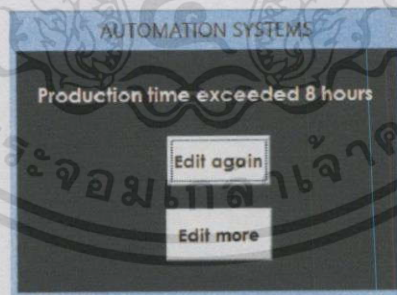 AUTOMATION SYSTEMS
Production time exceeded 8 hours
Edit again
Edit more